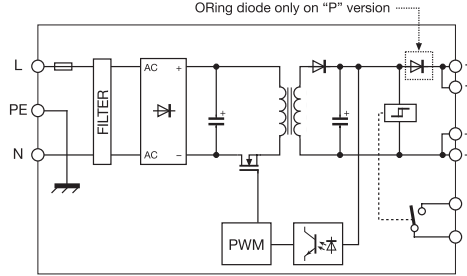 ORing diode only on "P" version
L
AC
+
+
+
PE
FILTER
N
AC
−
PWM